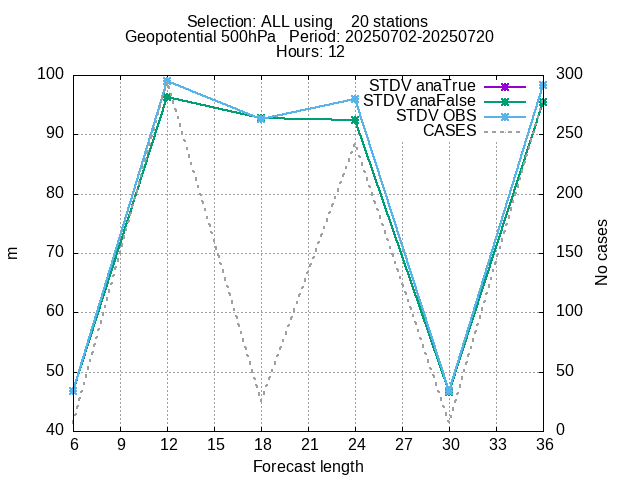 Selection: ALL using    20 stations
Geopotential 500hPa   Period: 20250702-20250720
Hours: 12
100 300
STDV anaTrue
STDV anaFalse
STDV OBS
CASES
90 250
80 200
70 150
m
No cases
60 100
50 50
40 0
6 9 12 15 18 21 24 27 30 33 36
Forecast length